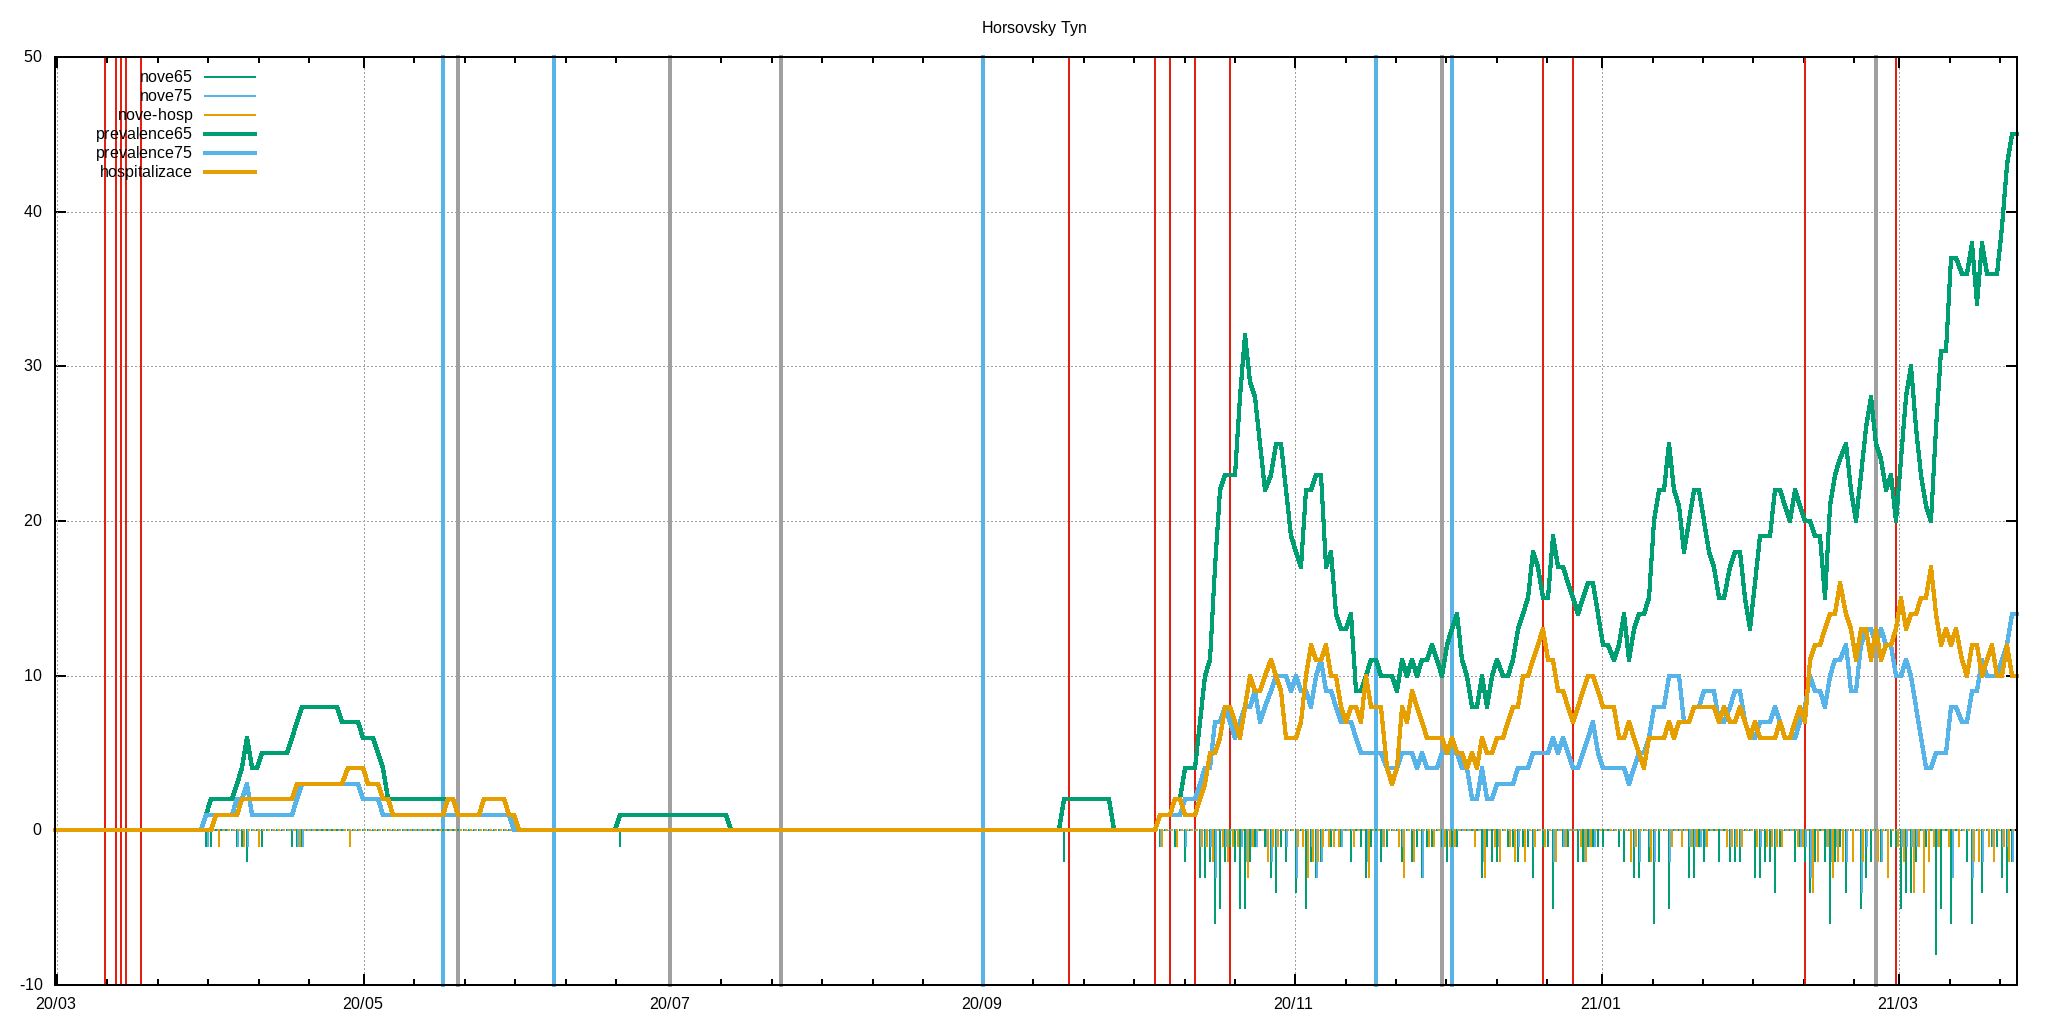 Horsovsky Tyn
50
40
30
20
10
0
-10
nove65
nove75
nove-hosp
prevalence65
prevalence75
hospitalizace
20/03 20/05 20/07 20/09 20/11 21/01 21/03